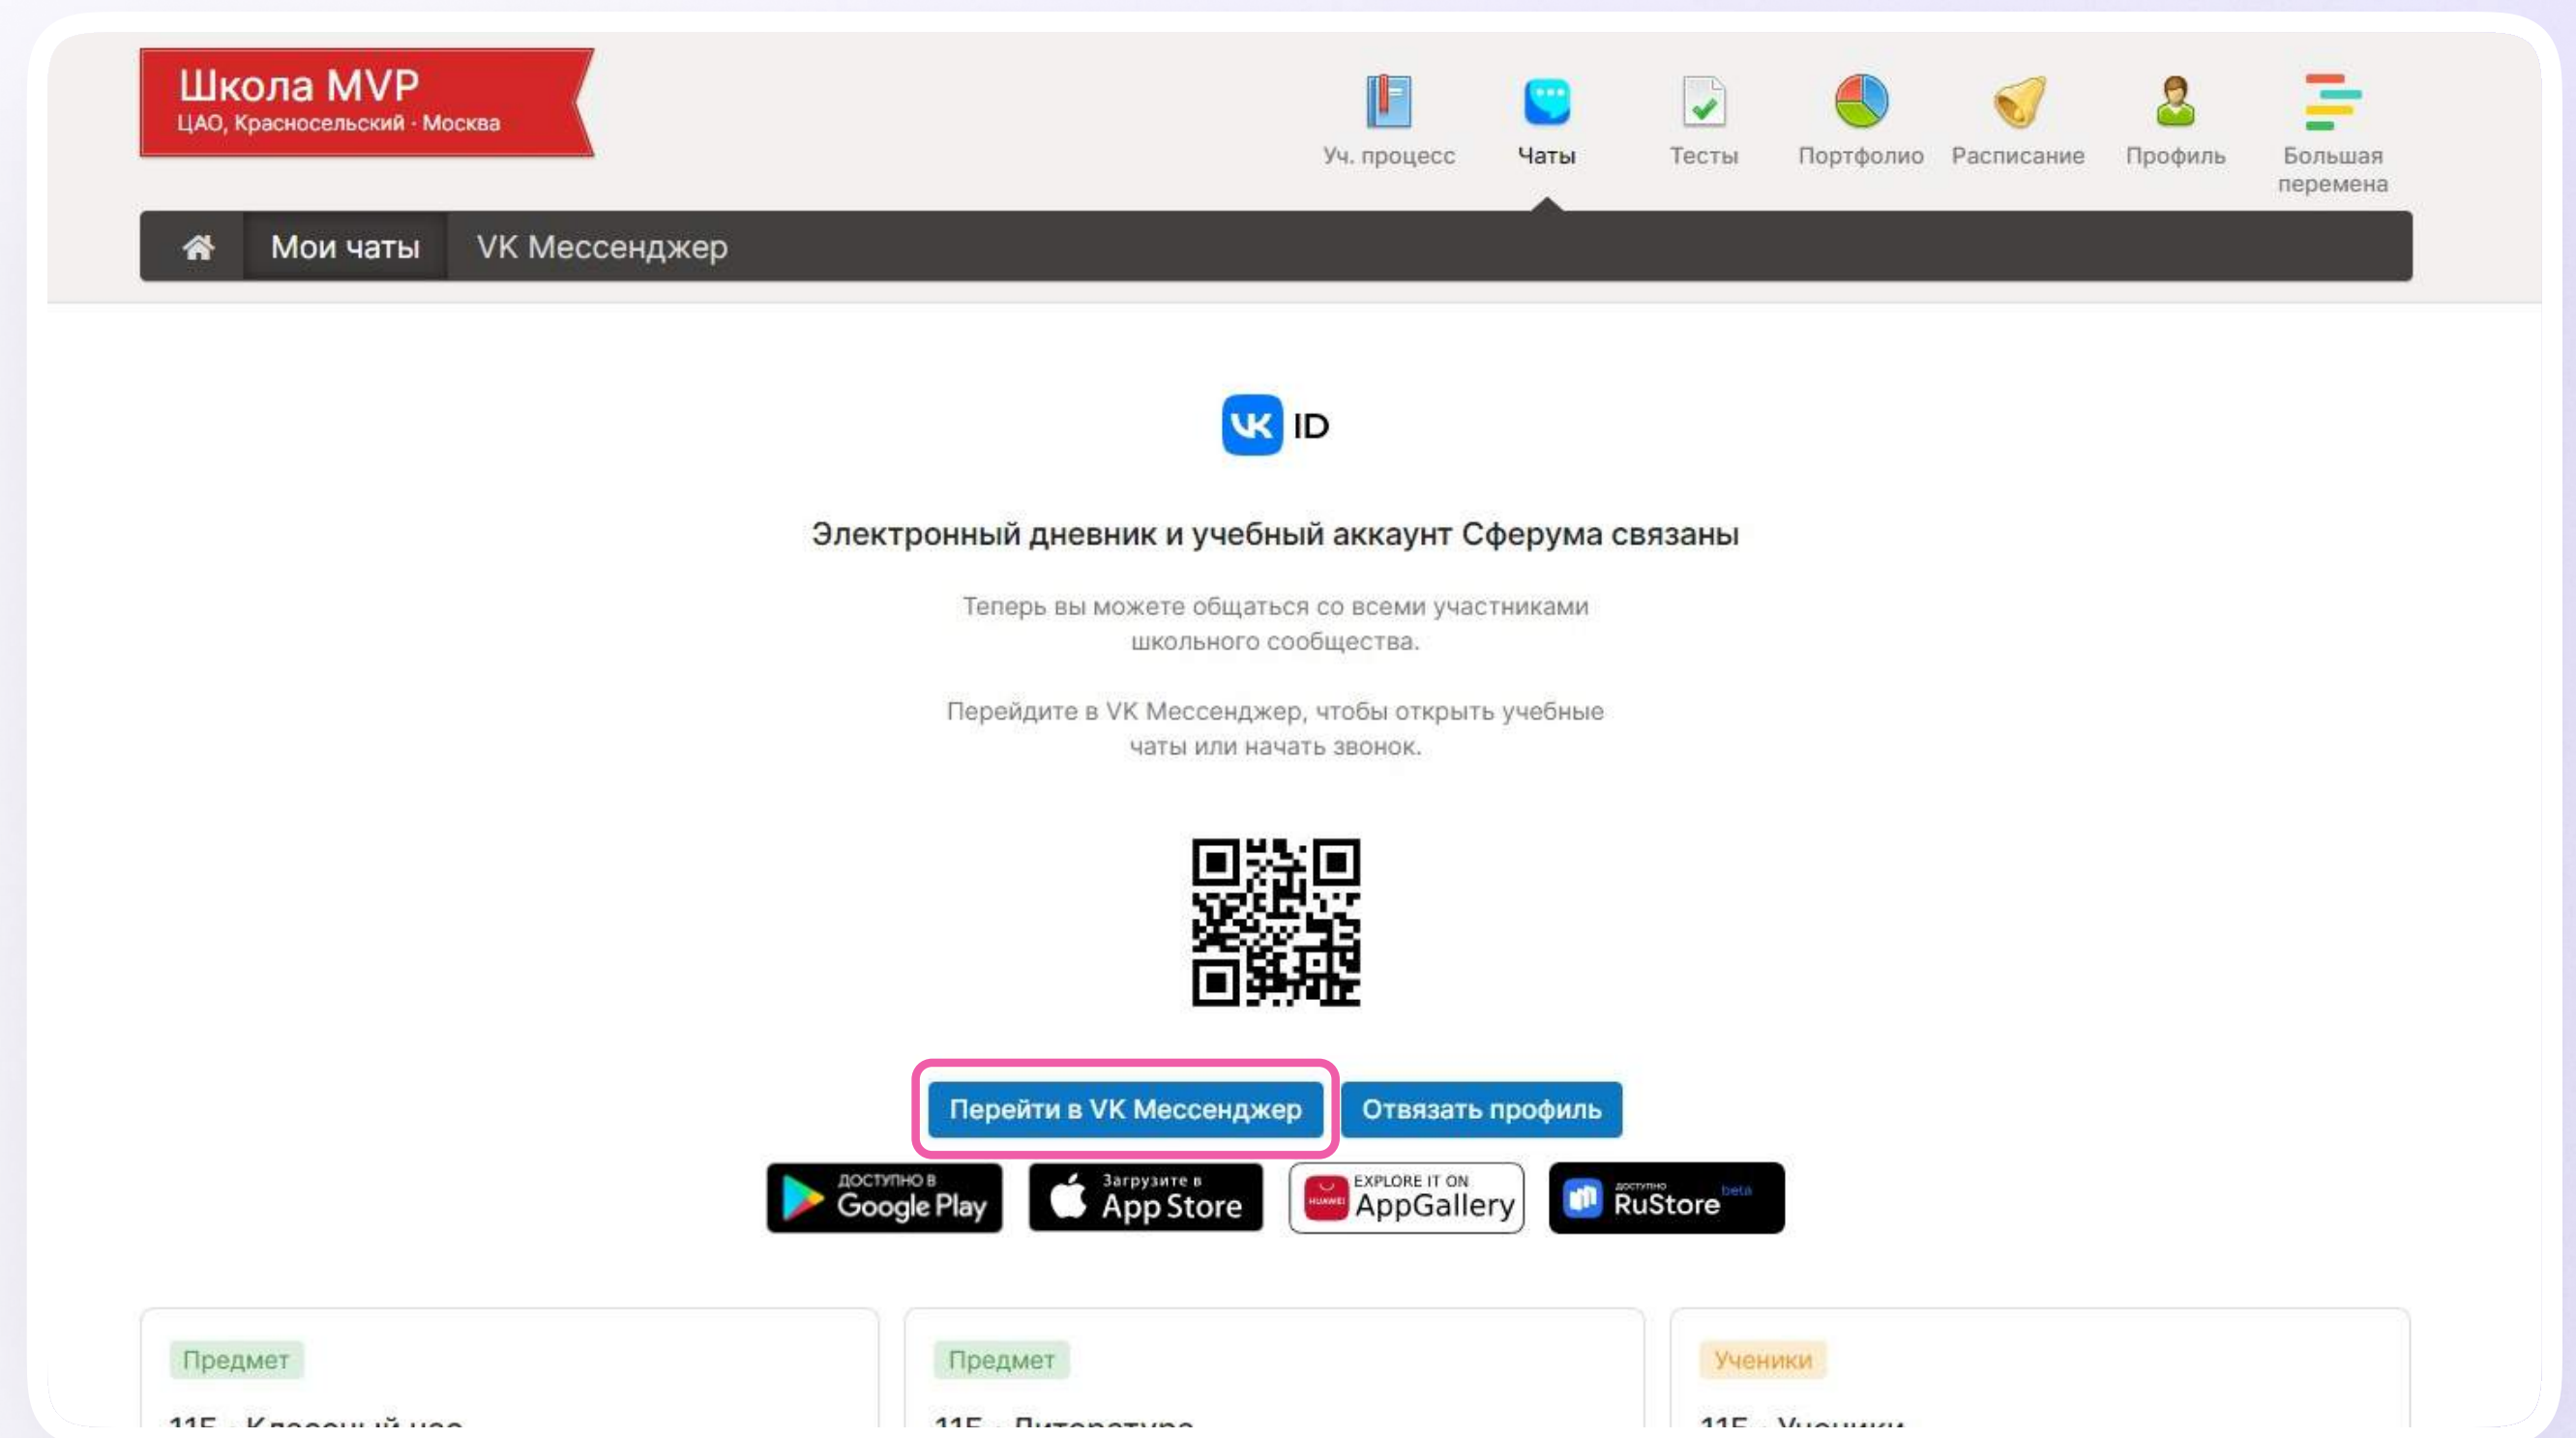 Школа MVP
ЦАО, Красносельский · Москва
Уч. процесс
Чаты
Тесты
Портфолио
Расписание
Профиль
Большая
перемена
Мои чаты
VK Мессенджер
VK ID
Электронный дневник и учебный аккаунт Сферума связаны
Теперь вы можете общаться со всеми участниками
школьного сообщества.
Перейдите в VK Мессенджер, чтобы открыть учебные
чаты или начать звонок.
Перейти в VK Мессенджер
Отвязать профиль
ДОСТУПНО В
Google Play
Загрузите в
App Store
HUAWEI
EXPLORE IT ON
AppGallery
ДОСТУПНО
RuStore beta
Предмет
Предмет
Ученики